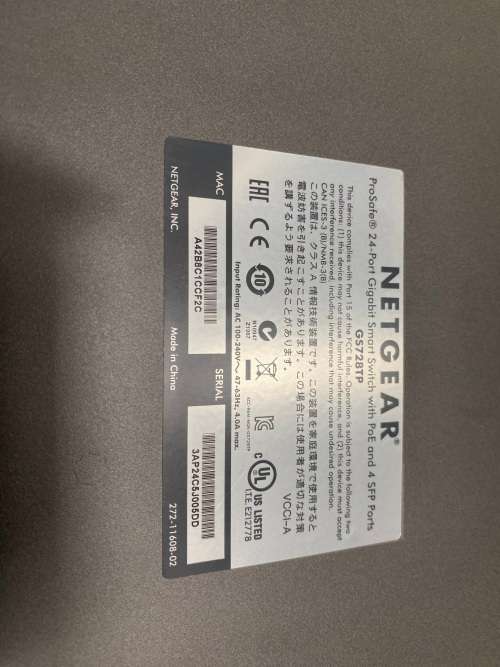 NETGEAR®
ProSafe® 24-Port Gigabit Smart Switch with PoE and 4 SFP Ports
GS728TP
This device complies with Part 15 of the FCC Rules. Operation is subject to the following two
conditions: (1) this device may not cause harmful interference, and (2) this device must accept
any interference received, including interference that may cause undesired operation.
CAN ICES-3 (B)/NMB-3(B)
この装置は、クラスA 情報技術装置です。この装置を家庭環境で使用すると
電波妨害を引き起こすことがあります。この場合には使用者が適切な対策
を講ずるよう要求されることがあります。
VCCI-A
EAC CE 10 N10947 21037
C UL US LISTED
I.T.E. E212778
Input Rating: AC 100-240V~ 47-63Hz, 4.0A max.
MAC
A42B8C1CCF2C
SERIAL
3AP24C5J005DD
NETGEAR, INC.
Made in China
272-11608-02